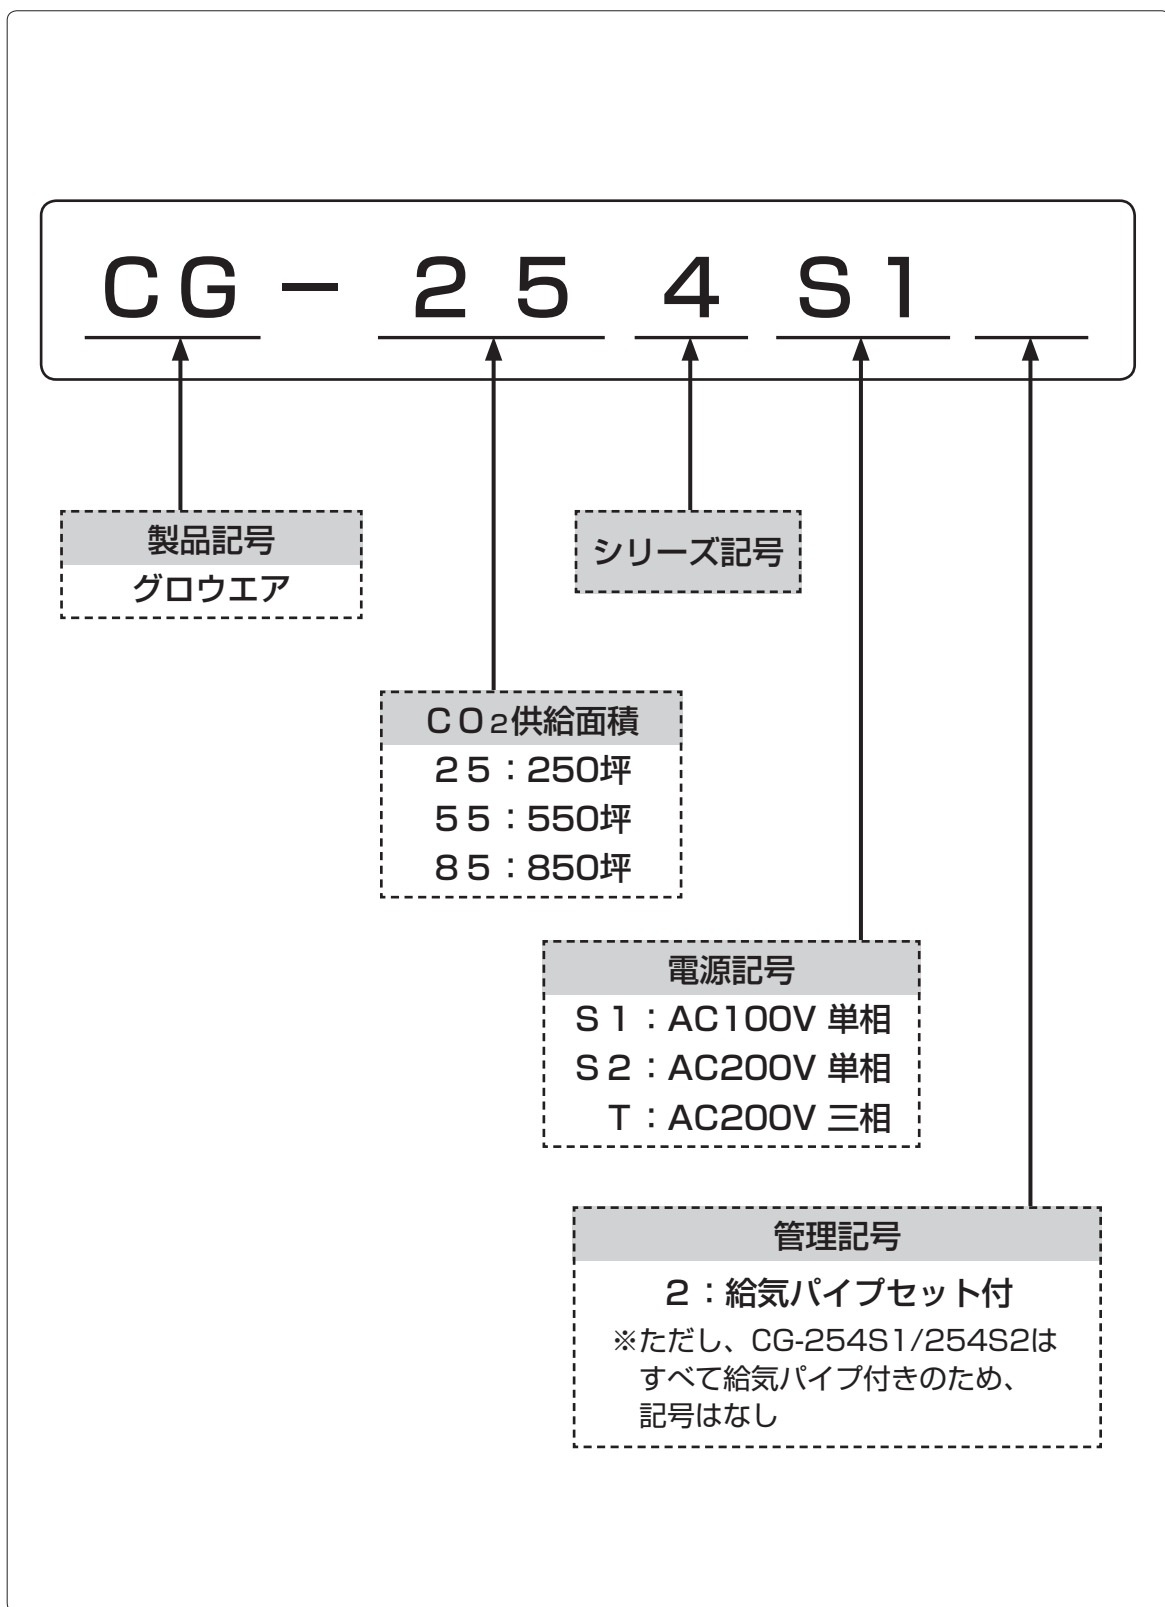 CG－２５４S1
製品記号
グロウエア
シリーズ記号
CO₂供給面積
２５：250坪
５５：550坪
８５：850坪
電源記号
S1：AC100V 単相
S2：AC200V 単相
T：AC200V 三相
管理記号
２：給気パイプセット付
※ただし、CG-254S1/254S2は
すべて給気パイプ付きのため、
記号はなし